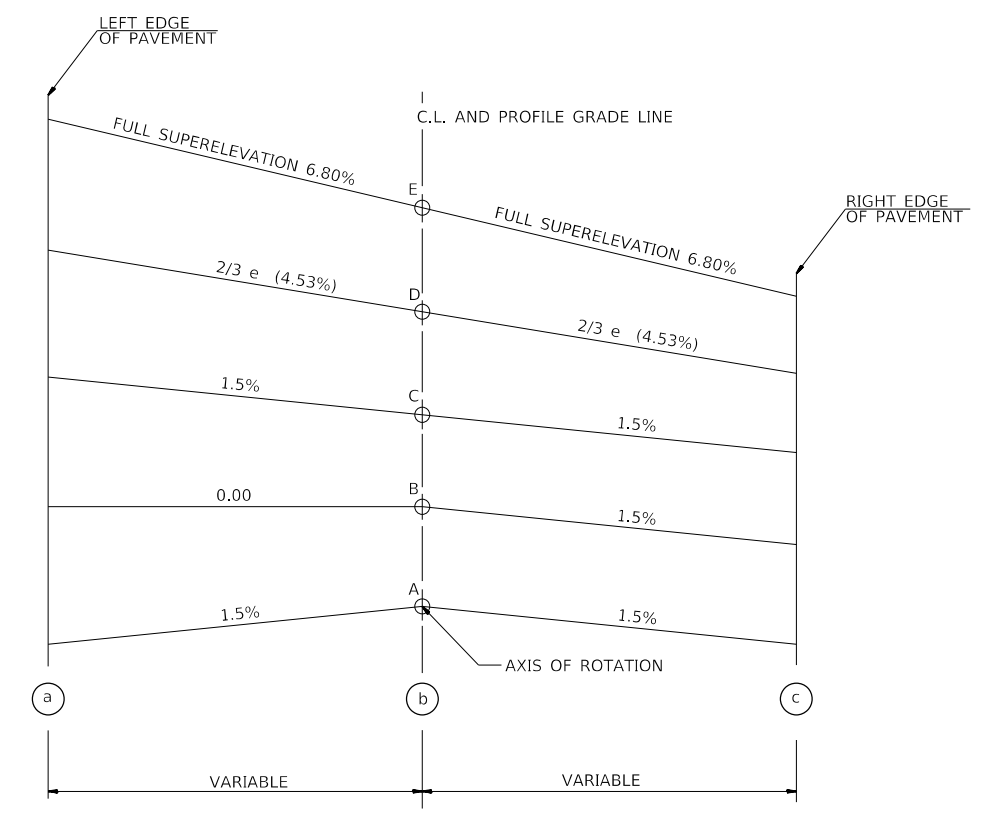 LEFT EDGE
OF PAVEMENT
C.L. AND PROFILE GRADE LINE
FULL SUPERELEVATION 6.80%
E
RIGHT EDGE
OF PAVEMENT
FULL SUPERELEVATION 6.80%
2/3 e (4.53%)
D
2/3 e (4.53%)
1.5%
C
1.5%
0.00
B
1.5%
A
1.5%
1.5%
AXIS OF ROTATION
a
b
c
VARIABLE
VARIABLE